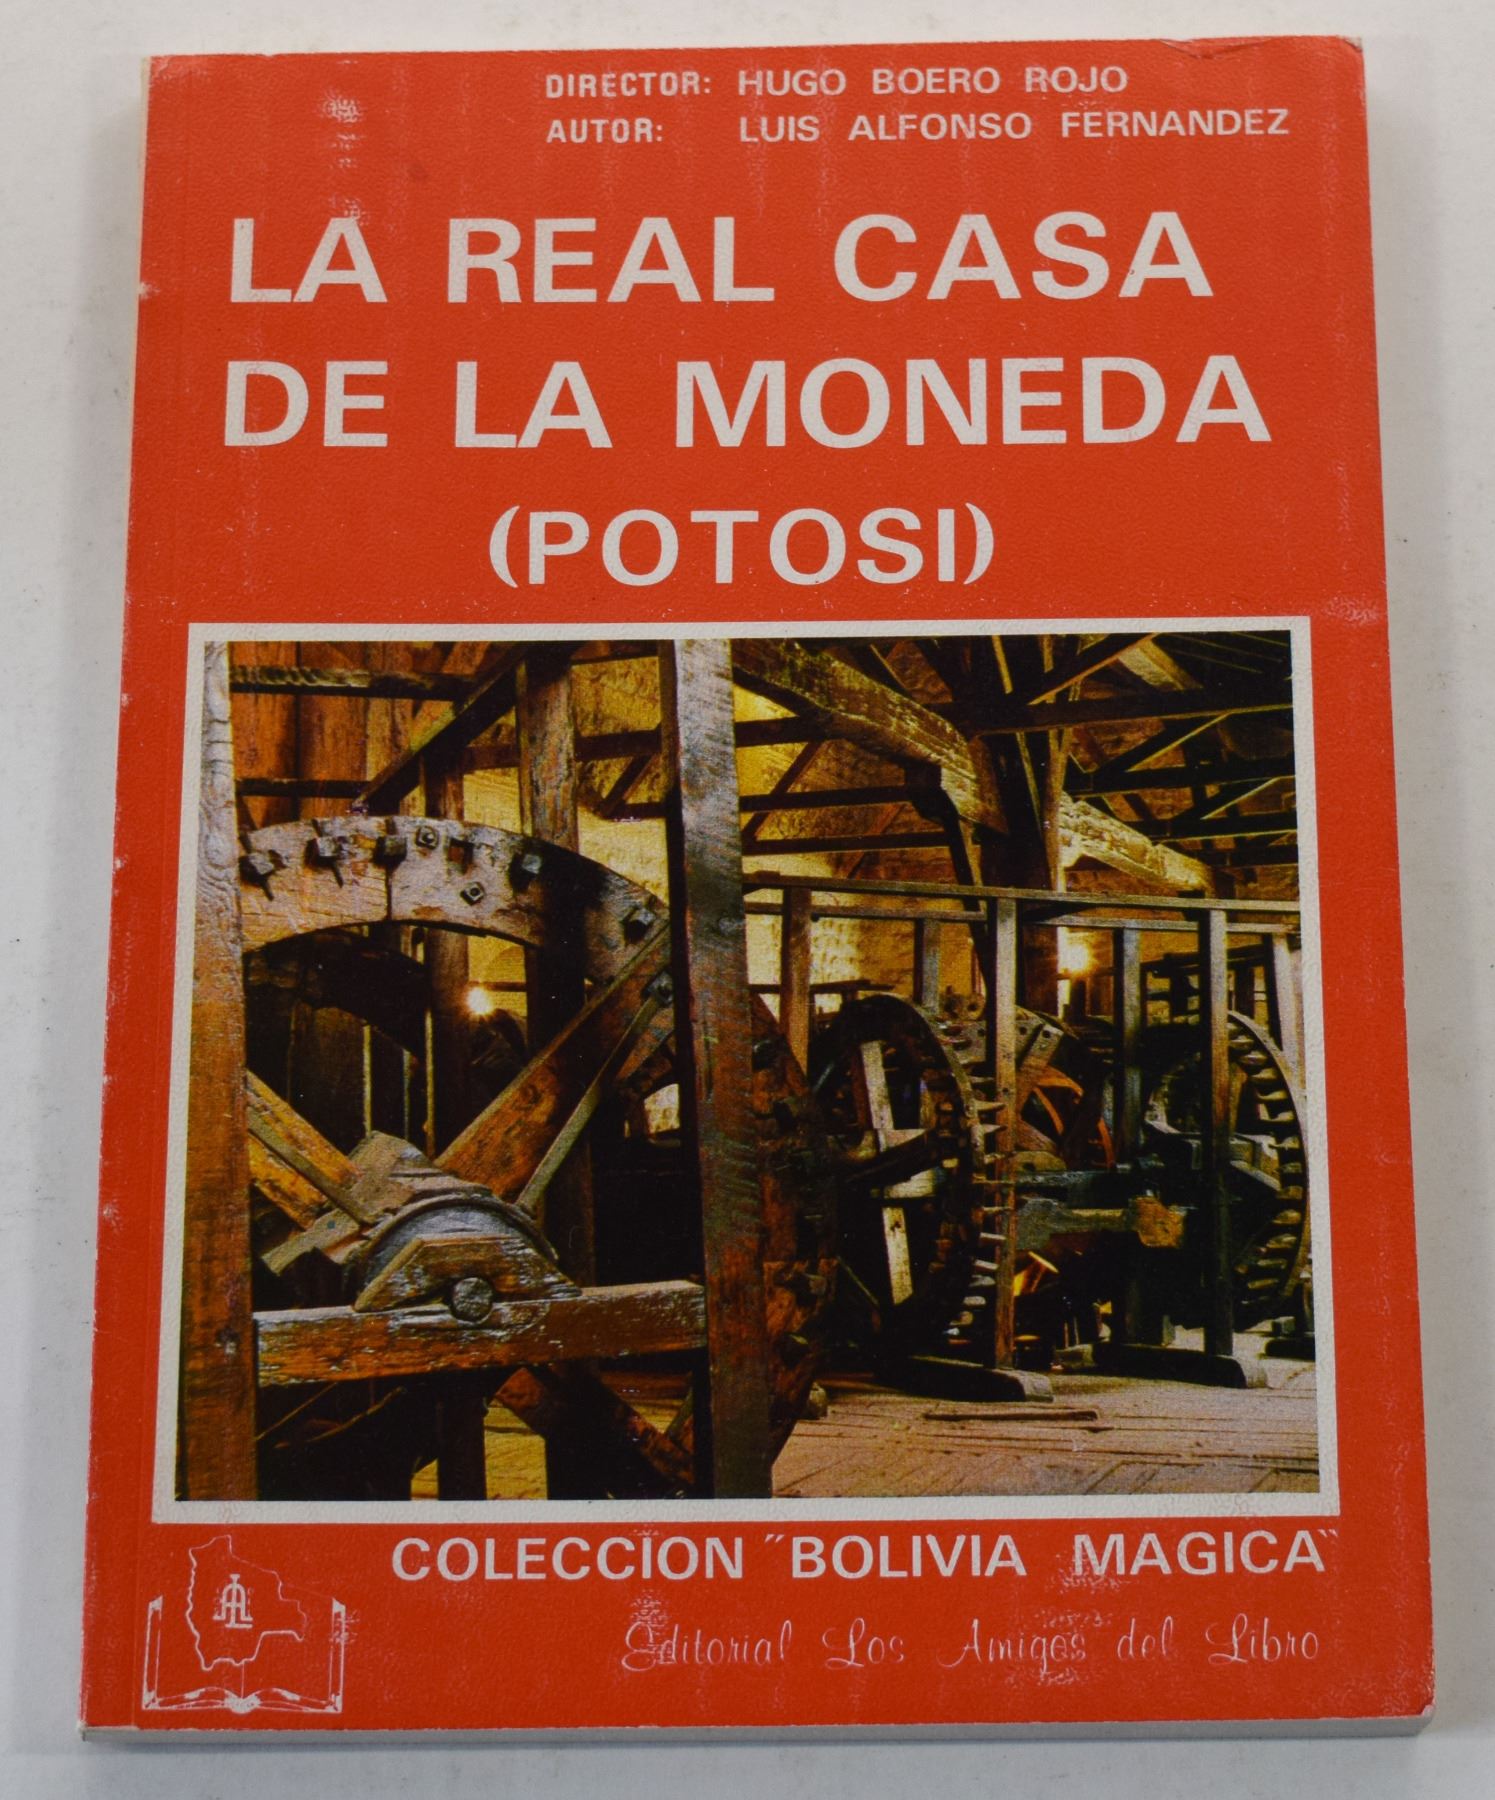 DIRECTOR: HUGO BOERO ROJO
AUTOR: LUIS ALFONSO FERNANDEZ
LA REAL CASA
DE LA MONEDA
(POTOSI)
COLECCION "BOLIVIA MAGICA"
Editorial Los Amigos del Libro